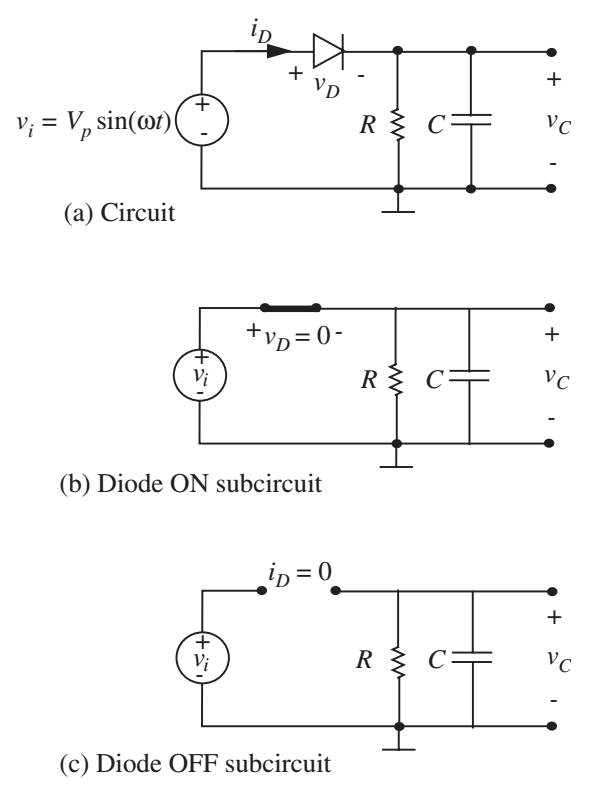 i_D
+ v_D -
v_i = V_p sin(ωt)
+
-
R
C
+
v_C
-
(a) Circuit
+ v_D = 0 -
+
v_i
-
R
C
+
v_C
-
(b) Diode ON subcircuit
i_D = 0
+
v_i
-
R
C
+
v_C
-
(c) Diode OFF subcircuit